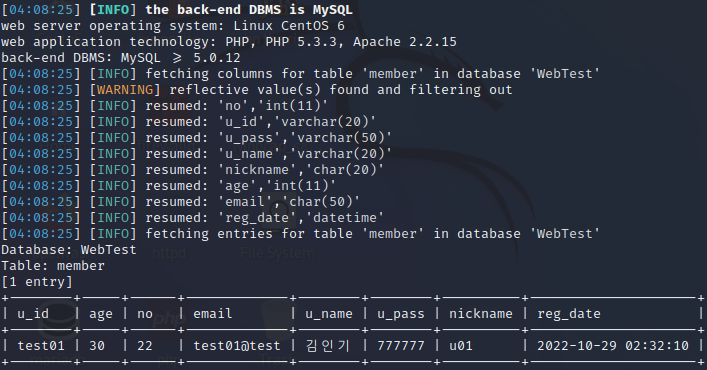 [04:08:25] [INFO] the back-end DBMS is MySQL
web server operating system: Linux CentOS 6
web application technology: PHP, PHP 5.3.3, Apache 2.2.15
back-end DBMS: MySQL ≥ 5.0.12
[04:08:25] [INFO] fetching columns for table 'member' in database 'WebTest'
[04:08:25] [WARNING] reflective value(s) found and filtering out
[04:08:25] [INFO] resumed: 'no','int(11)'
[04:08:25] [INFO] resumed: 'u_id','varchar(20)'
[04:08:25] [INFO] resumed: 'u_pass','varchar(50)'
[04:08:25] [INFO] resumed: 'u_name','varchar(20)'
[04:08:25] [INFO] resumed: 'nickname','char(20)'
[04:08:25] [INFO] resumed: 'age','int(11)'
[04:08:25] [INFO] resumed: 'email','char(50)'
[04:08:25] [INFO] resumed: 'reg_date','datetime'
[04:08:25] [INFO] fetching entries for table 'member' in database 'WebTest'
Database: WebTest
Table: member
[1 entry]
+--------+-----+----+-------------+--------+--------+----------+---------------------+
| u_id | age | no | email | u_name | u_pass | nickname | reg_date |
+--------+-----+----+-------------+--------+--------+----------+---------------------+
| test01 | 30 | 22 | test01@test | 김인기 | 777777 | u01 | 2022-10-29 02:32:10 |
+--------+-----+----+-------------+--------+--------+----------+---------------------+